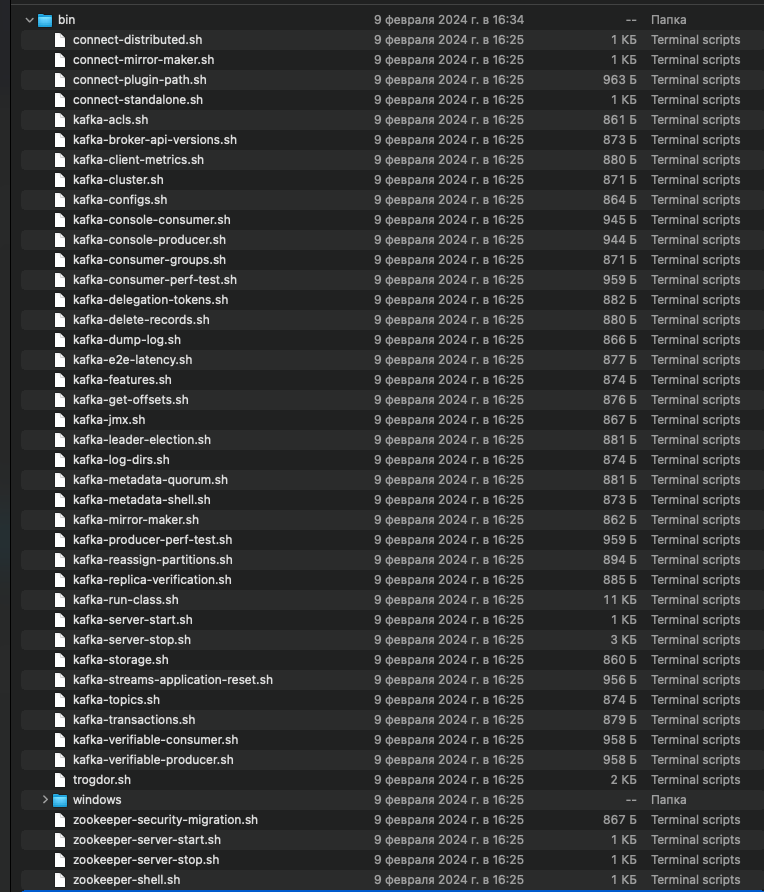 bin 9 февраля 2024 г. в 16:34 -- Папка
connect-distributed.sh 9 февраля 2024 г. в 16:25 1 КБ Terminal scripts
connect-mirror-maker.sh 9 февраля 2024 г. в 16:25 1 КБ Terminal scripts
connect-plugin-path.sh 9 февраля 2024 г. в 16:25 963 Б Terminal scripts
connect-standalone.sh 9 февраля 2024 г. в 16:25 1 КБ Terminal scripts
kafka-acls.sh 9 февраля 2024 г. в 16:25 861 Б Terminal scripts
kafka-broker-api-versions.sh 9 февраля 2024 г. в 16:25 873 Б Terminal scripts
kafka-client-metrics.sh 9 февраля 2024 г. в 16:25 880 Б Terminal scripts
kafka-cluster.sh 9 февраля 2024 г. в 16:25 871 Б Terminal scripts
kafka-configs.sh 9 февраля 2024 г. в 16:25 864 Б Terminal scripts
kafka-console-consumer.sh 9 февраля 2024 г. в 16:25 945 Б Terminal scripts
kafka-console-producer.sh 9 февраля 2024 г. в 16:25 944 Б Terminal scripts
kafka-consumer-groups.sh 9 февраля 2024 г. в 16:25 871 Б Terminal scripts
kafka-consumer-perf-test.sh 9 февраля 2024 г. в 16:25 959 Б Terminal scripts
kafka-delegation-tokens.sh 9 февраля 2024 г. в 16:25 882 Б Terminal scripts
kafka-delete-records.sh 9 февраля 2024 г. в 16:25 880 Б Terminal scripts
kafka-dump-log.sh 9 февраля 2024 г. в 16:25 866 Б Terminal scripts
kafka-e2e-latency.sh 9 февраля 2024 г. в 16:25 877 Б Terminal scripts
kafka-features.sh 9 февраля 2024 г. в 16:25 874 Б Terminal scripts
kafka-get-offsets.sh 9 февраля 2024 г. в 16:25 876 Б Terminal scripts
kafka-jmx.sh 9 февраля 2024 г. в 16:25 867 Б Terminal scripts
kafka-leader-election.sh 9 февраля 2024 г. в 16:25 881 Б Terminal scripts
kafka-log-dirs.sh 9 февраля 2024 г. в 16:25 874 Б Terminal scripts
kafka-metadata-quorum.sh 9 февраля 2024 г. в 16:25 881 Б Terminal scripts
kafka-metadata-shell.sh 9 февраля 2024 г. в 16:25 873 Б Terminal scripts
kafka-mirror-maker.sh 9 февраля 2024 г. в 16:25 862 Б Terminal scripts
kafka-producer-perf-test.sh 9 февраля 2024 г. в 16:25 959 Б Terminal scripts
kafka-reassign-partitions.sh 9 февраля 2024 г. в 16:25 894 Б Terminal scripts
kafka-replica-verification.sh 9 февраля 2024 г. в 16:25 885 Б Terminal scripts
kafka-run-class.sh 9 февраля 2024 г. в 16:25 11 КБ Terminal scripts
kafka-server-start.sh 9 февраля 2024 г. в 16:25 1 КБ Terminal scripts
kafka-server-stop.sh 9 февраля 2024 г. в 16:25 3 КБ Terminal scripts
kafka-storage.sh 9 февраля 2024 г. в 16:25 860 Б Terminal scripts
kafka-streams-application-reset.sh 9 февраля 2024 г. в 16:25 956 Б Terminal scripts
kafka-topics.sh 9 февраля 2024 г. в 16:25 874 Б Terminal scripts
kafka-transactions.sh 9 февраля 2024 г. в 16:25 879 Б Terminal scripts
kafka-verifiable-consumer.sh 9 февраля 2024 г. в 16:25 958 Б Terminal scripts
kafka-verifiable-producer.sh 9 февраля 2024 г. в 16:25 958 Б Terminal scripts
trogdor.sh 9 февраля 2024 г. в 16:25 2 КБ Terminal scripts
windows 9 февраля 2024 г. в 16:25 -- Папка
zookeeper-security-migration.sh 9 февраля 2024 г. в 16:25 867 Б Terminal scripts
zookeeper-server-start.sh 9 февраля 2024 г. в 16:25 1 КБ Terminal scripts
zookeeper-server-stop.sh 9 февраля 2024 г. в 16:25 1 КБ Terminal scripts
zookeeper-shell.sh 9 февраля 2024 г. в 16:25 1 КБ Terminal scripts